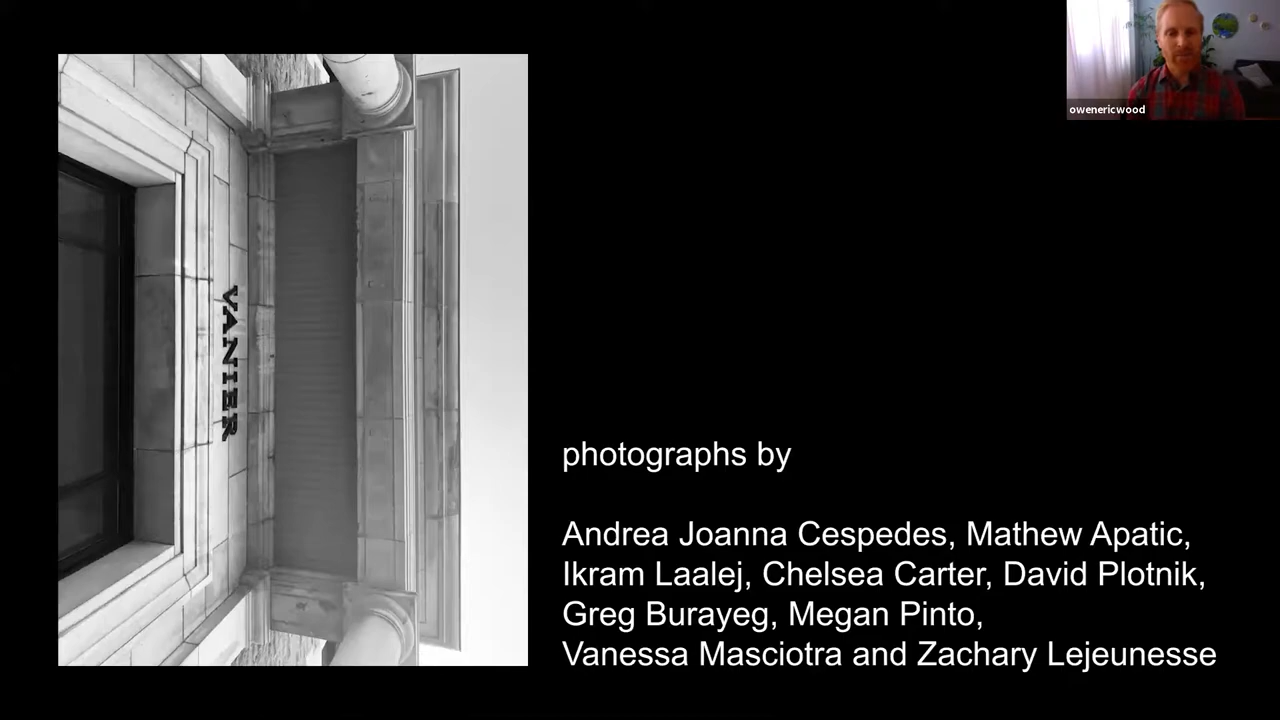 owenericwood
VANIER
photographs by
Andrea Joanna Cespedes, Mathew Apatic,
Ikram Laalej, Chelsea Carter, David Plotnik,
Greg Burayeg, Megan Pinto,
Vanessa Masciotra and Zachary Lejeunesse